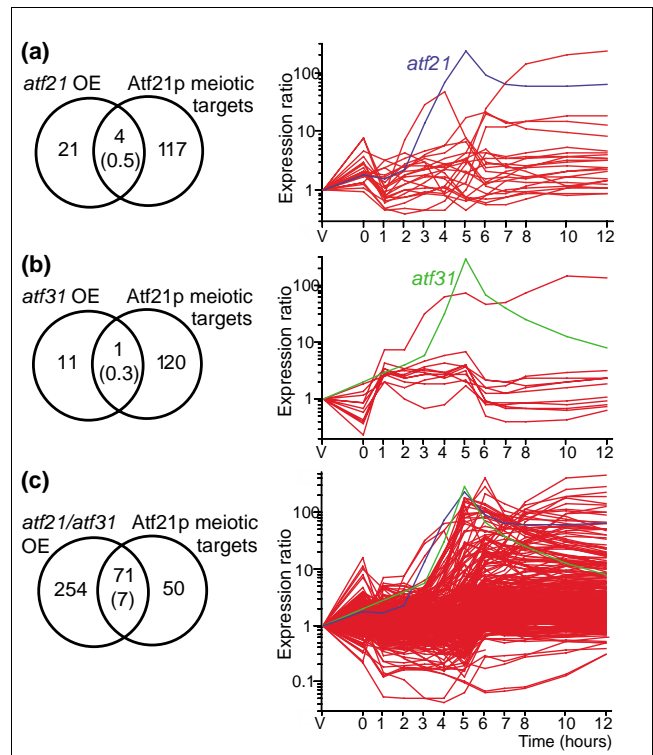 (a)
atf21 OE
Atf21p meiotic
targets
21
4
(0.5)
117
Expression ratio
100
10
1
atf21
V 0 1 2 3 4 5 6 7 8 10 12
(b)
atf31 OE
Atf21p meiotic
targets
11
1
(0.3)
120
Expression ratio
100
10
1
atf31
V 0 1 2 3 4 5 6 7 8 10 12
(c)
atf21/atf31
OE
Atf21p meiotic
targets
254
71
(7)
50
Expression ratio
100
10
1
0.1
V 0 1 2 3 4 5 6 7 8 10 12
Time (hours)